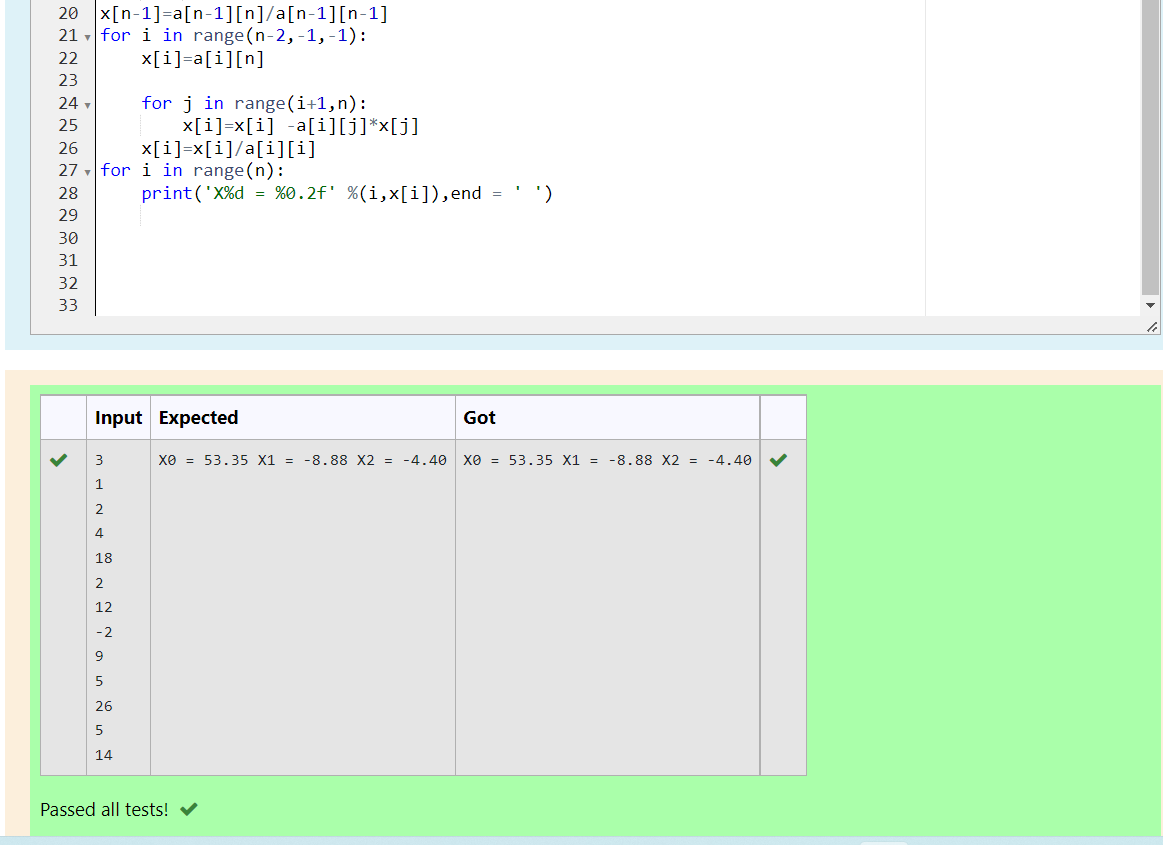 20 x[n-1]=a[n-1][n]/a[n-1][n-1]
21 for i in range(n-2,-1,-1):
22     x[i]=a[i][n]
23
24     for j in range(i+1,n):
25         x[i]=x[i] -a[i][j]*x[j]
26     x[i]=x[i]/a[i][i]
27 for i in range(n):
28     print('X%d = %0.2f' %(i,x[i]),end = ' ')
29
30
31
32
33
Input Expected Got
3 X0 = 53.35 X1 = -8.88 X2 = -4.40 X0 = 53.35 X1 = -8.88 X2 = -4.40
1
2
4
18
2
12
-2
9
5
26
5
14
Passed all tests!